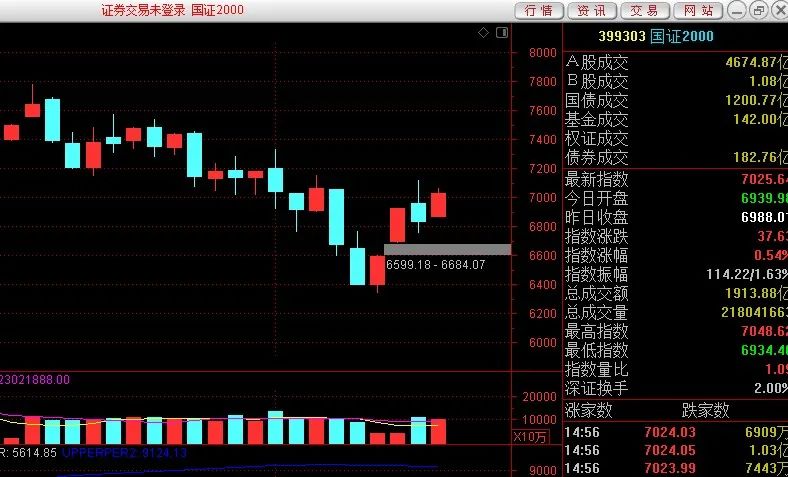 证券交易未登录 国证2000
行情 资讯 交易 网站
399303 国证2000
8000
7800
7600
7400
7200
7000
6800
6600
6400
6200
6000
6599.18 - 6684.07
23021888.00
20000
10000
X10万
R: 5614.85 UPPERPER2: 9124.13
9000
A股成交 4674.87亿
B股成交 1.08亿
国债成交 1200.77亿
基金成交 142.00亿
权证成交
债券成交 182.76亿
最新指数 7025.64
今日开盘 6939.98
昨日收盘 6988.01
指数涨跌 37.63
指数涨幅 0.54%
指数振幅 114.22/1.63%
总成交额 1913.88亿
总成交量 218041663
最高指数 7048.62
最低指数 6934.40
指数量比 1.09
深证换手 2.00%
涨家数 跌家数
14:56 7024.03 6909万
14:56 7024.05 1.03亿
14:56 7023.99 7443万